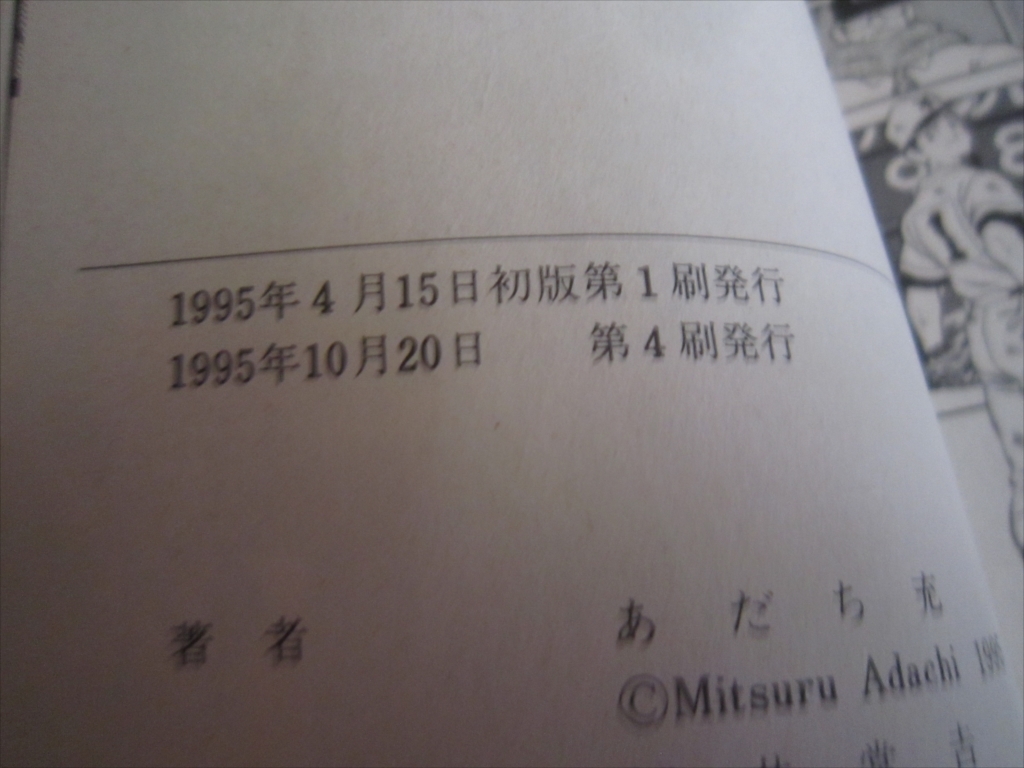 1995年4月15日初版第1刷発行
1995年10月20日 第4刷発行
著者 あだち充
©Mitsuru Adachi